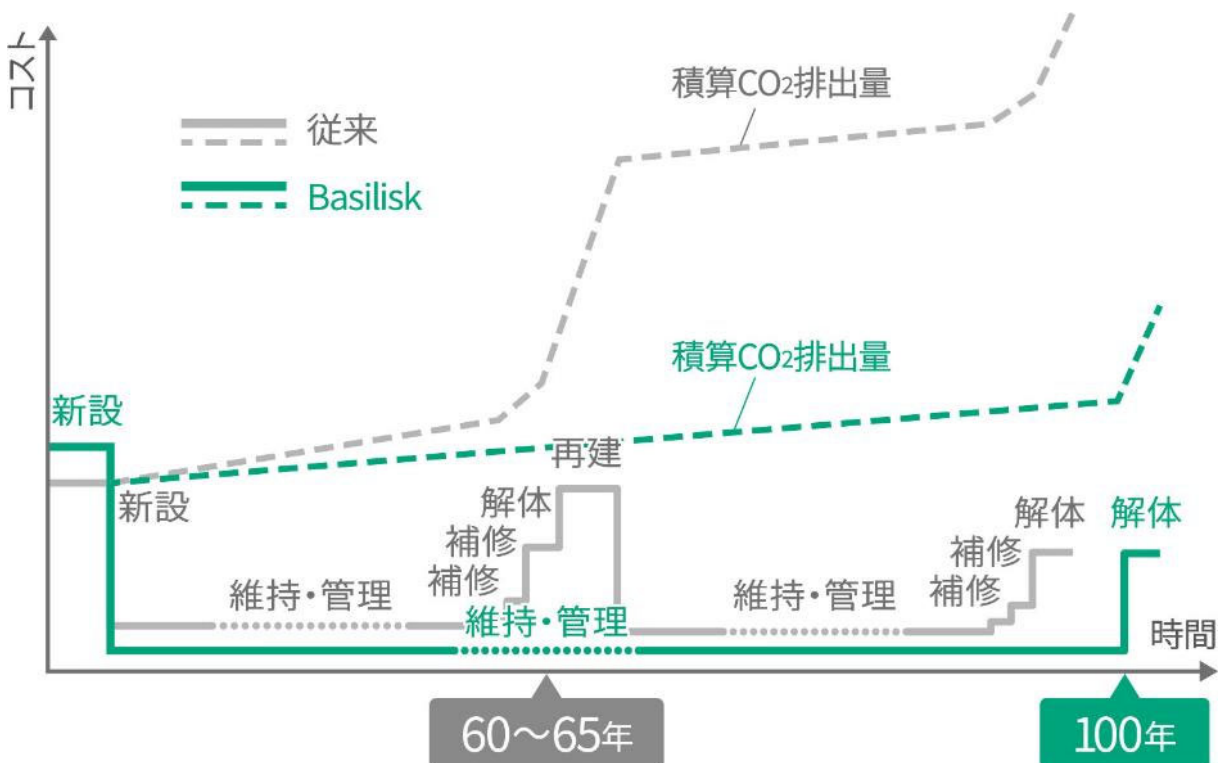 コスト
従来
Basilisk
積算CO2排出量
積算CO2排出量
新設
新設
再建
解体
補修
補修
維持・管理
維持・管理
維持・管理
解体
解体
補修
補修
時間
60〜65年
100年